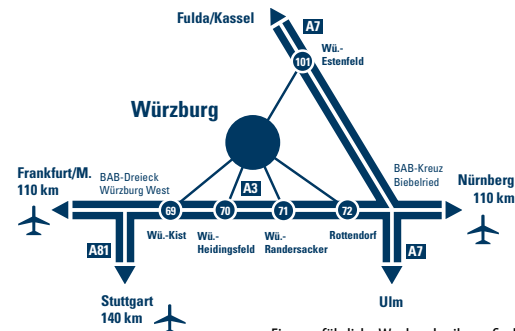 Fulda/Kassel
A7
101
Wü.-
Estenfeld
Würzburg
Frankfurt/M.
110 km
BAB-Dreieck
Würzburg West
A3
BAB-Kreuz
Biebelried
Nürnberg
110 km
69
70
71
72
Wü.-Kist
Wü.-
Heidingsfeld
Wü.-
Randersacker
Rottendorf
A81
A7
Stuttgart
140 km
Ulm